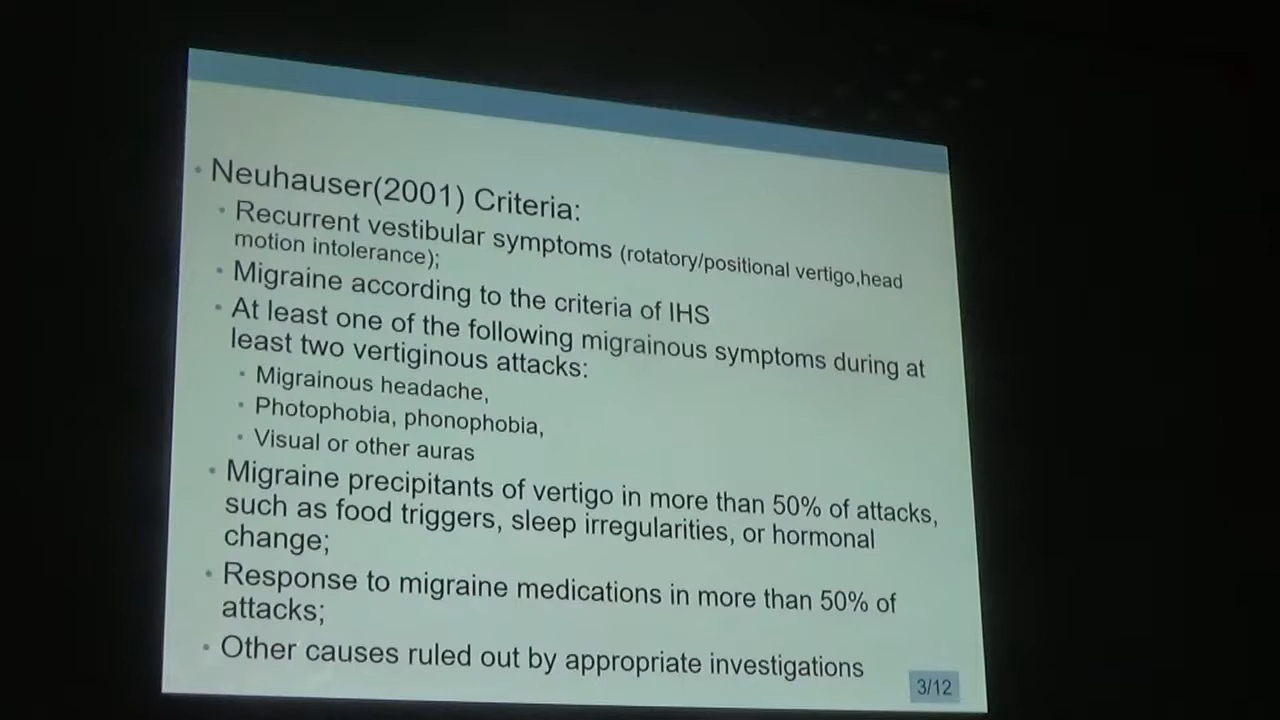 Neuhauser(2001) Criteria:
Recurrent vestibular symptoms (rotatory/positional vertigo,head
motion intolerance);
Migraine according to the criteria of IHS
At least one of the following migrainous symptoms during at
least two vertiginous attacks:
Migrainous headache,
Photophobia, phonophobia,
Visual or other auras
Migraine precipitants of vertigo in more than 50% of attacks,
such as food triggers, sleep irregularities, or hormonal
change;
Response to migraine medications in more than 50% of
attacks;
Other causes ruled out by appropriate investigations
3/12